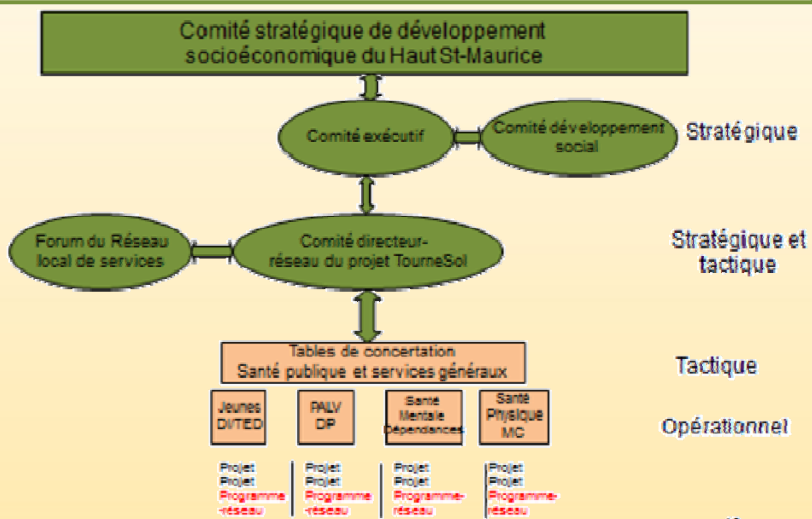 Comité stratégique de développement
socioéconomique du Haut St-Maurice
Comité exécutif
Comité développement
social
Stratégique
Forum du Réseau
local de services
Comité directeur-
réseau du projet TourneSol
Stratégique et
tactique
Tables de concertation
Santé publique et services généraux
Tactique
Jeunes
DI/TED
PALV
DP
Santé
Mentale
Dépendances
Santé
Physique
MC
Opérationnel
Projet
Projet
Programme
-réseau
Projet
Projet
Programme
-réseau
Projet
Projet
Programme-
réseau
Projet
Projet
Programme-
réseau